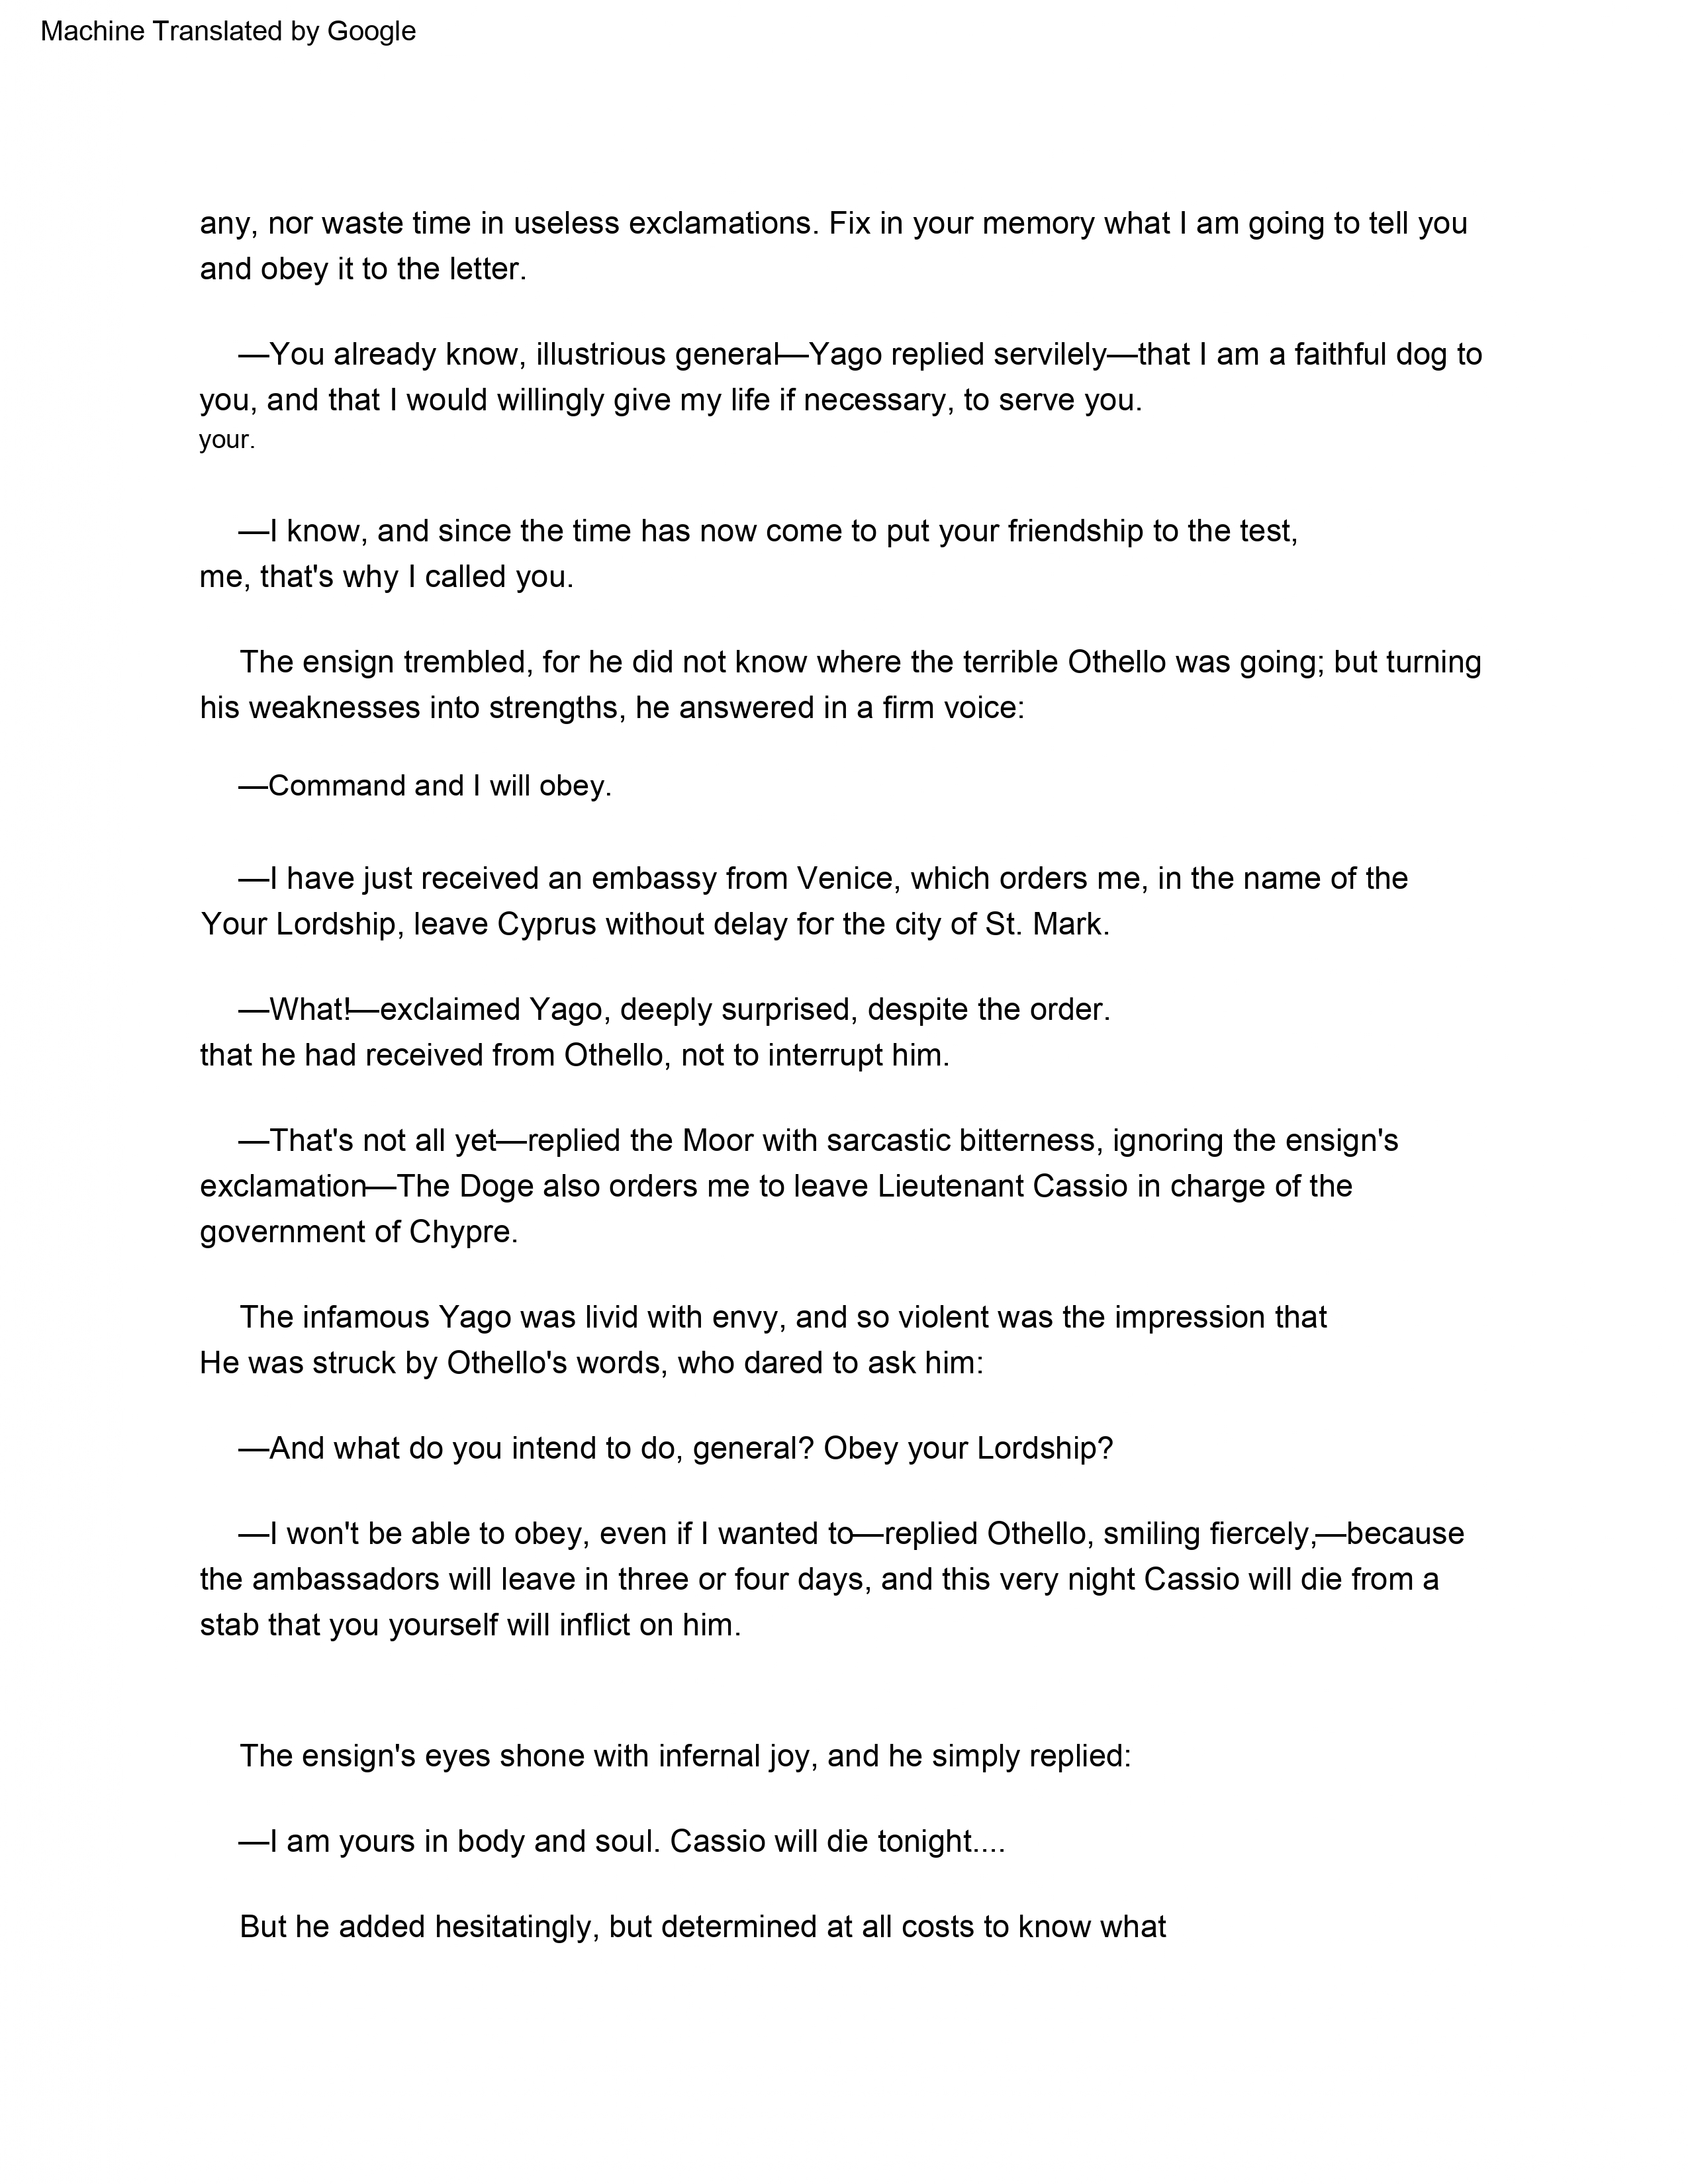 Machine Translated by Google
any, nor waste time in useless exclamations. Fix in your memory what I am going to tell you
and obey it to the letter.
—You already know, illustrious general—Yago replied servilely—that I am a faithful dog to
you, and that I would willingly give my life if necessary, to serve you.
your.
—I know, and since the time has now come to put your friendship to the test,
me, that's why I called you.
The ensign trembled, for he did not know where the terrible Othello was going; but turning
his weaknesses into strengths, he answered in a firm voice:
—Command and I will obey.
—I have just received an embassy from Venice, which orders me, in the name of the
Your Lordship, leave Cyprus without delay for the city of St. Mark.
—What!—exclaimed Yago, deeply surprised, despite the order.
that he had received from Othello, not to interrupt him.
—That's not all yet—replied the Moor with sarcastic bitterness, ignoring the ensign's
exclamation—The Doge also orders me to leave Lieutenant Cassio in charge of the
government of Chypre.
The infamous Yago was livid with envy, and so violent was the impression that
He was struck by Othello's words, who dared to ask him:
—And what do you intend to do, general? Obey your Lordship?
—I won't be able to obey, even if I wanted to—replied Othello, smiling fiercely,—because
the ambassadors will leave in three or four days, and this very night Cassio will die from a
stab that you yourself will inflict on him.
The ensign's eyes shone with infernal joy, and he simply replied:
—I am yours in body and soul. Cassio will die tonight....
But he added hesitatingly, but determined at all costs to know what